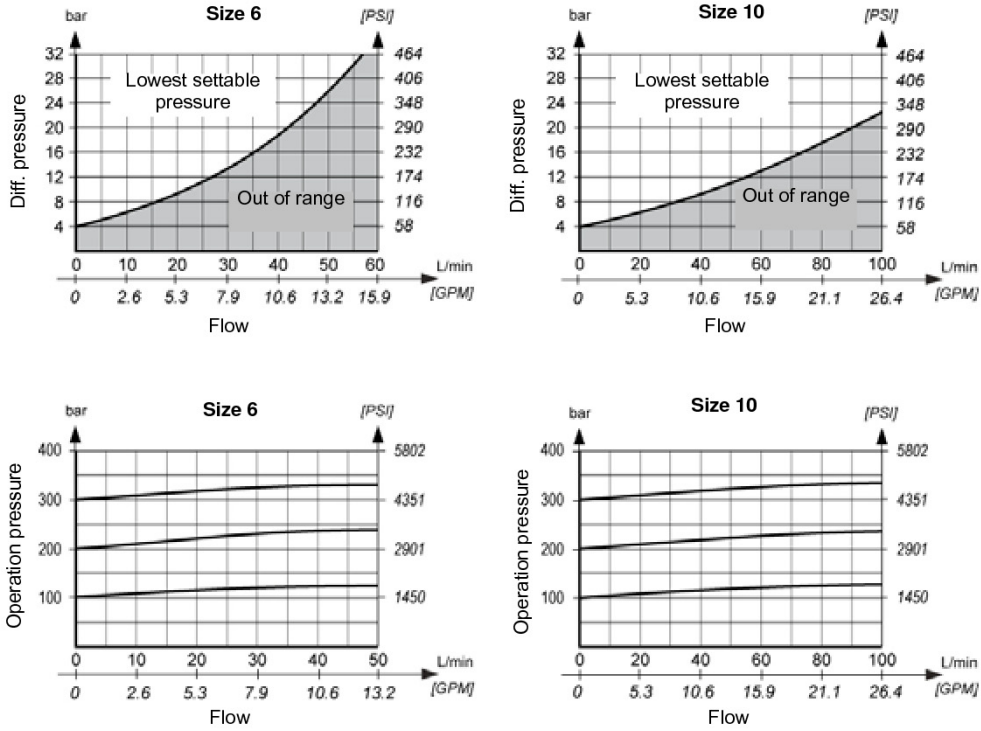 Size 6
bar
[PSI]
32
28
24
20
16
12
8
4
464
406
348
290
232
174
116
58
Lowest settable
pressure
Out of range
Diff. pressure
0 10 20 30 40 50 60 L/min
0 2.6 5.3 7.9 10.6 13.2 15.9 [GPM]
Flow
Size 10
bar
[PSI]
32
28
24
20
16
12
8
4
464
406
348
290
232
174
116
58
Lowest settable
pressure
Out of range
Diff. pressure
0 20 40 60 80 100 L/min
0 5.3 10.6 15.9 21.1 26.4 [GPM]
Flow
Size 6
bar
[PSI]
400
300
200
100
5802
4351
2901
1450
Operation pressure
0 10 20 30 40 50 L/min
0 2.6 5.3 7.9 10.6 13.2 [GPM]
Flow
Size 10
bar
[PSI]
400
300
200
100
5802
4351
2901
1450
Operation pressure
0 20 40 60 80 100 L/min
0 5.3 10.6 15.9 21.1 26.4 [GPM]
Flow